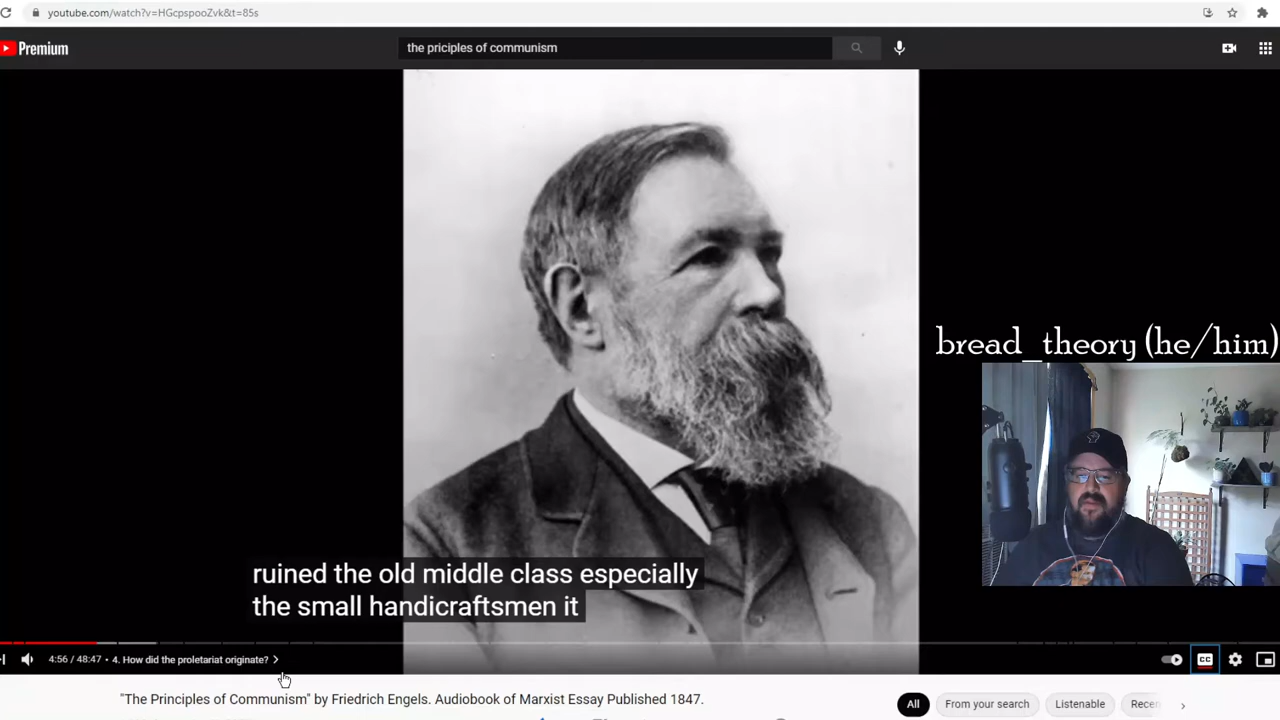 youtube.com/watch?v=HGcpspooZvk&t=85s
Premium
the priciples of communism
bread_theory (he/him)
ruined the old middle class especially
the small handicraftsmen it
4:56 / 48:47 • 4. How did the proletariat originate?
CC
"The Principles of Communism" by Friedrich Engels. Audiobook of Marxist Essay Published 1847.
All
From your search
Listenable
Recen